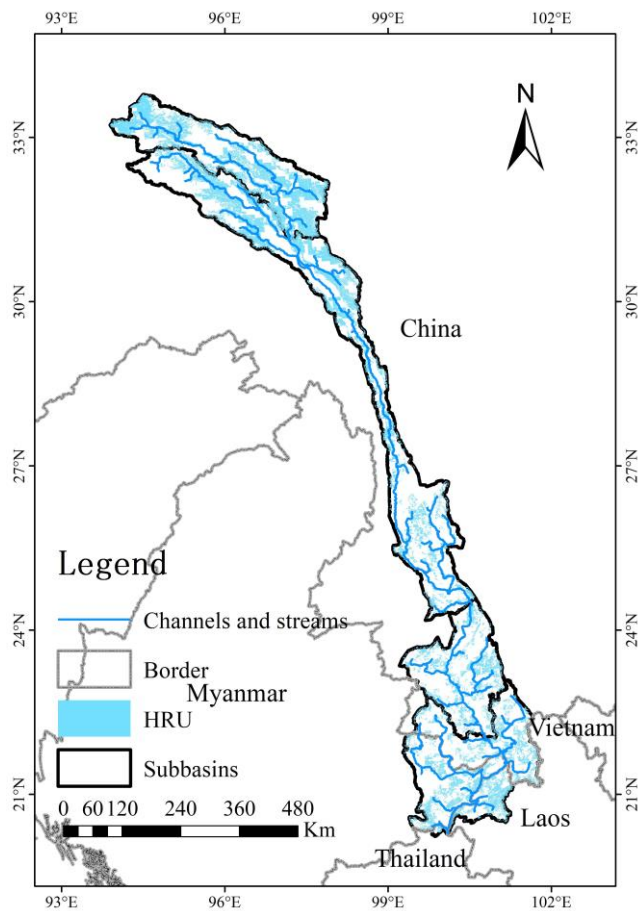 93°E 96°E 99°E 102°E
N
33°N 33°N
30°N 30°N
China
27°N 27°N
Legend
Channels and streams
24°N 24°N
Border
Myanmar
HRU
Vietnam
Subbasins
21°N 21°N
0 60 120 240 360 480
Km
Laos
Thailand
93°E 96°E 99°E 102°E